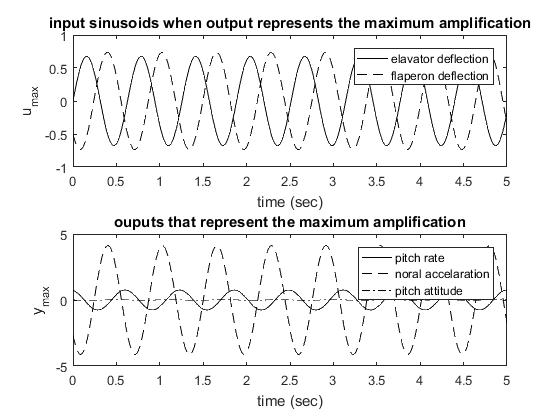 input sinusoids when output represents the maximum amplification
1
0.5
0
-0.5
-1
u_max
elavator deflection
flaperon deflection
0 0.5 1 1.5 2 2.5 3 3.5 4 4.5 5
time (sec)
ouputs that represent the maximum amplification
5
0
-5
y_max
pitch rate
noral accelaration
pitch attitude
0 0.5 1 1.5 2 2.5 3 3.5 4 4.5 5
time (sec)